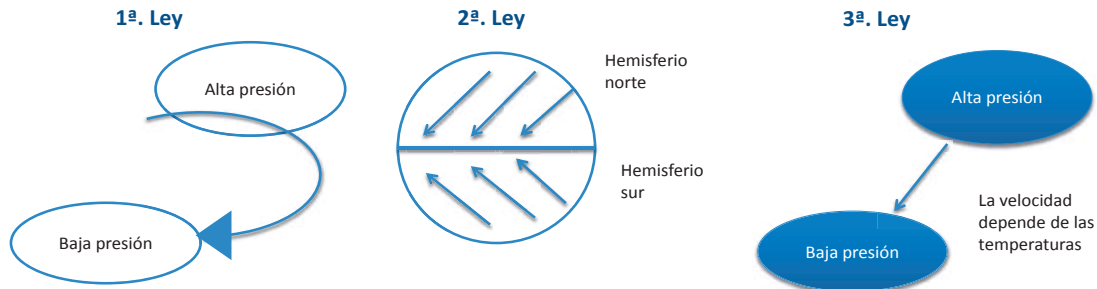 1ª. Ley
Alta presión
Baja presión
2ª. Ley
Hemisferio
norte
Hemisferio
sur
3ª. Ley
Alta presión
La velocidad
depende de las
temperaturas
Baja presión